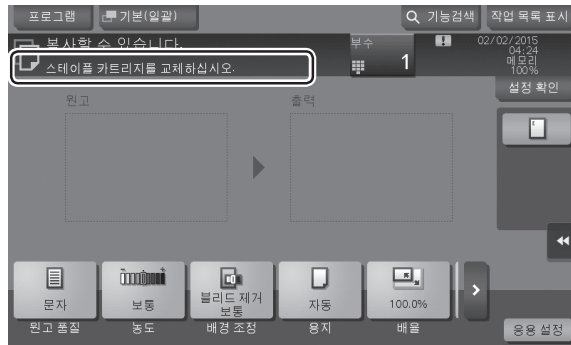 프로그램
기본(일괄)
기능검색
작업 목록 표시
복사할 수 있습니다.
스테이플 카트리지를 교체하십시오.
부수
1
02/02/2015
04:24
메모리
100%
설정 확인
원고
출력
문자
보통
블리드 제거
보통
자동
100.0%
원고 품질
농도
배경 조정
용지
배율
응용 설정